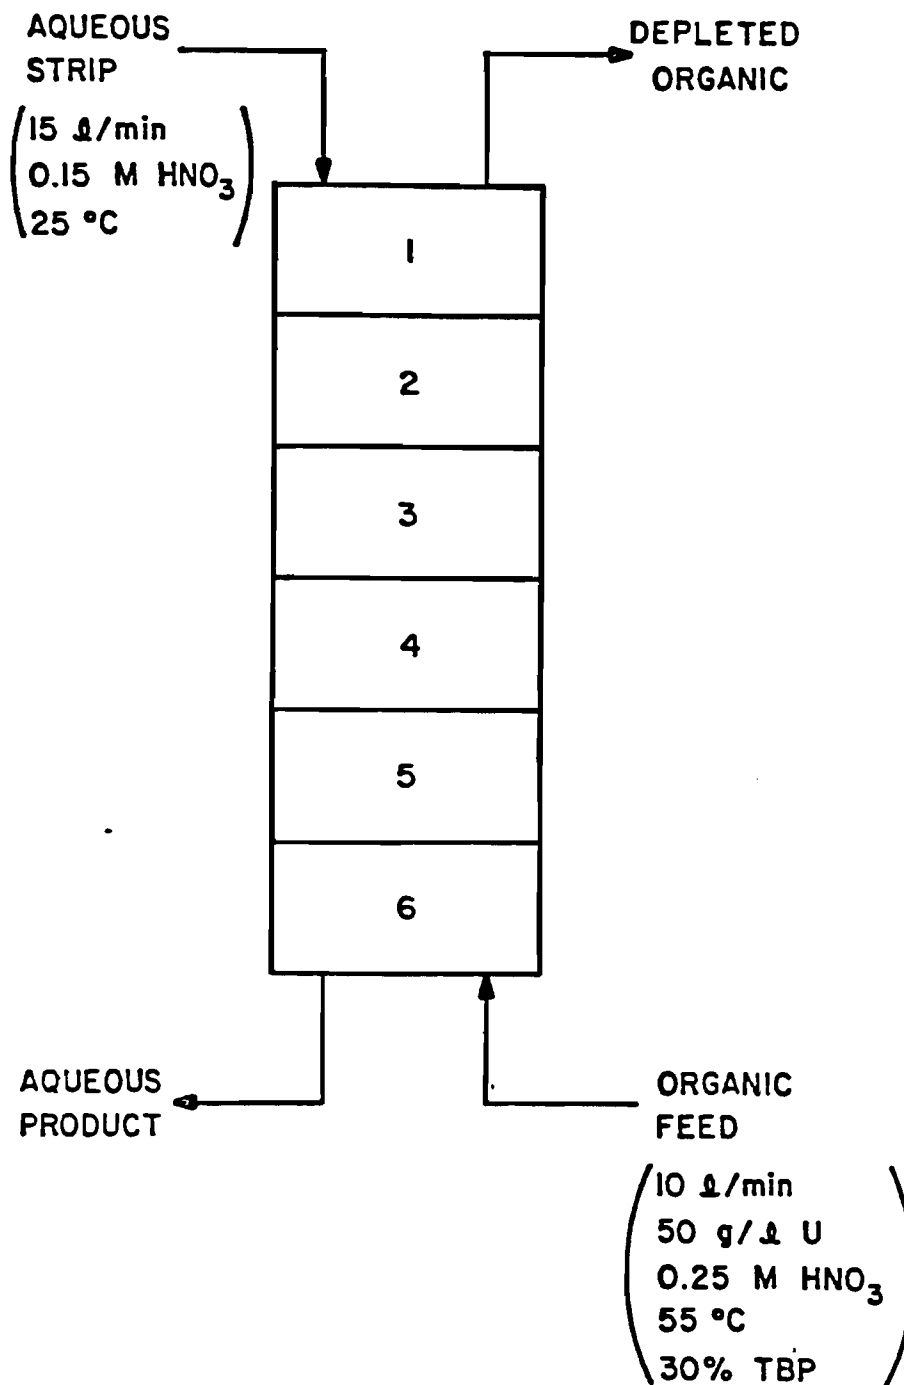 AQUEOUS
STRIP
15 ℓ/min
0.15 M HNO₃
25 °C
DEPLETED
ORGANIC
1
2
3
4
5
6
AQUEOUS
PRODUCT
ORGANIC
FEED
10 ℓ/min
50 g/ℓ U
0.25 M HNO₃
55 °C
30% TBP